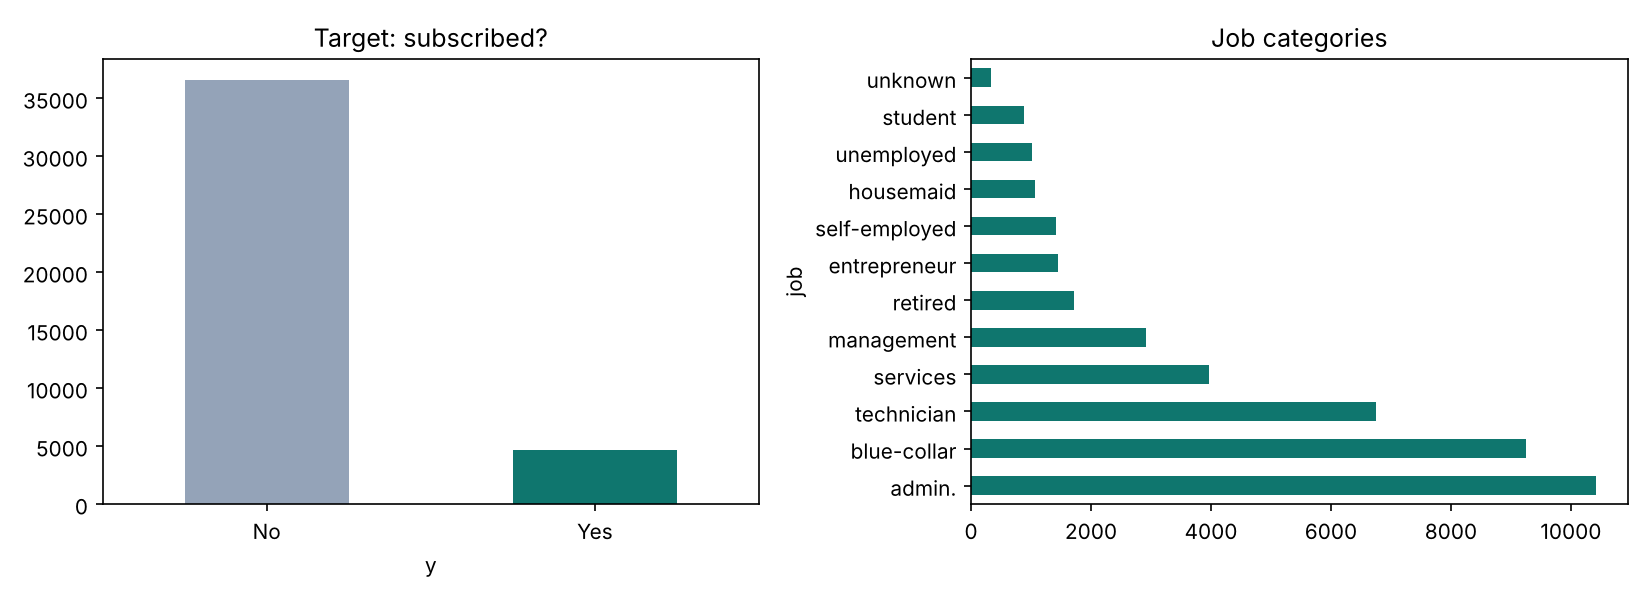 Target: subscribed?
35000
30000
25000
20000
15000
10000
5000
0
No Yes
y
Job categories
job
unknown
student
unemployed
housemaid
self-employed
entrepreneur
retired
management
services
technician
blue-collar
admin.
0 2000 4000 6000 8000 10000